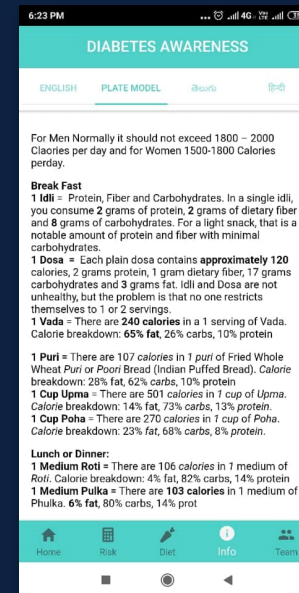 6:23 PM ... 4G VoLTE
DIABETES AWARENESS
ENGLISH PLATE MODEL తెలుగు हिन्दी
For Men Normally it should not exceed 1800 – 2000
Claories per day and for Women 1500-1800 Calories
perday.
Break Fast
1 Idli = Protein, Fiber and Carbohydrates. In a single idli,
you consume 2 grams of protein, 2 grams of dietary fiber
and 8 grams of carbohydrates. For a light snack, that is a
notable amount of protein and fiber with minimal
carbohydrates.
1 Dosa = Each plain dosa contains approximately 120
calories, 2 grams protein, 1 gram dietary fiber, 17 grams
carbohydrates and 3 grams fat. Idli and Dosa are not
unhealthy, but the problem is that no one restricts
themselves to 1 or 2 servings.
1 Vada = There are 240 calories in a 1 serving of Vada.
Calorie breakdown: 65% fat, 26% carbs, 10% protein
1 Puri = There are 107 calories in 1 puri of Fried Whole
Wheat Puri or Poori Bread (Indian Puffed Bread). Calorie
breakdown: 28% fat, 62% carbs, 10% protein
1 Cup Upma = There are 501 calories in 1 cup of Upma.
Calorie breakdown: 14% fat, 73% carbs, 13% protein.
1 Cup Poha = There are 270 calories in 1 cup of Poha.
Calorie breakdown: 23% fat, 68% carbs, 8% protein.
Lunch or Dinner:
1 Medium Roti = There are 106 calories in 1 medium of
Roti. Calorie breakdown: 4% fat, 82% carbs, 14% protein
1 Medium Pulka = There are 103 calories in 1 medium of
Phulka. 6% fat, 80% carbs, 14% prot
Home Risk Diet Info Team